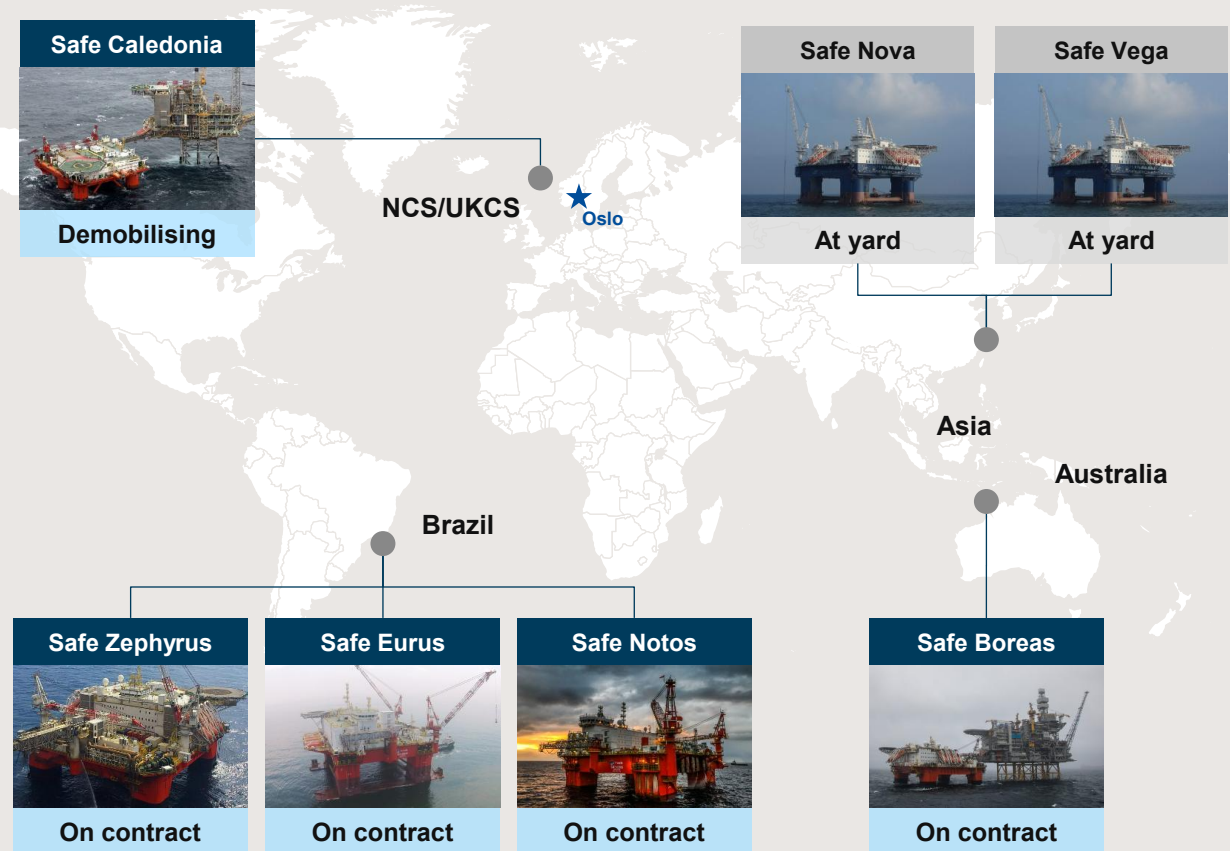 Safe Caledonia
Demobilising
NCS/UKCS
Oslo
Safe Nova
At yard
Safe Vega
At yard
Asia
Australia
Brazil
Safe Zephyrus
On contract
Safe Eurus
On contract
Safe Notos
On contract
Safe Boreas
On contract